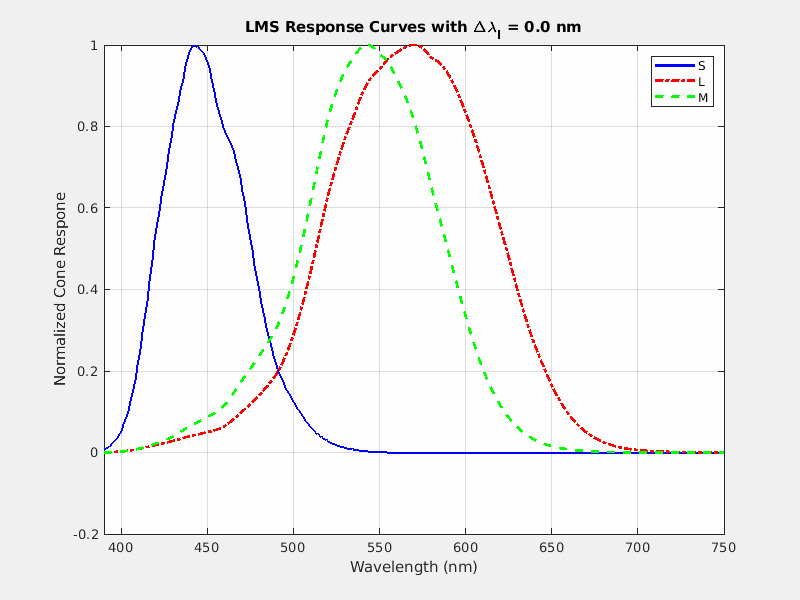 LMS Response Curves with Δλ_l = 0.0 nm
Normalized Cone Respone
1
0.8
0.6
0.4
0.2
0
-0.2
S
L
M
400 450 500 550 600 650 700 750
Wavelength (nm)